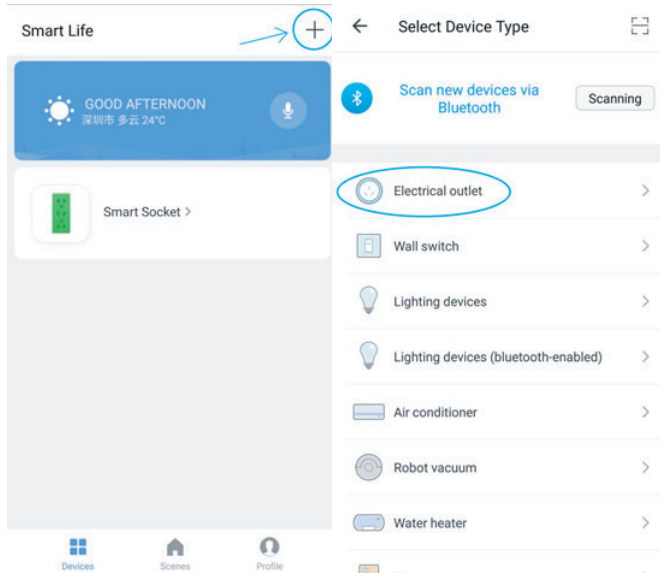 Smart Life
GOOD AFTERNOON
深圳市 多云 24°C
Smart Socket >
Devices
Scenes
Profile
Select Device Type
Scan new devices via
Bluetooth
Scanning
Electrical outlet
Wall switch
Lighting devices
Lighting devices (bluetooth-enabled)
Air conditioner
Robot vacuum
Water heater